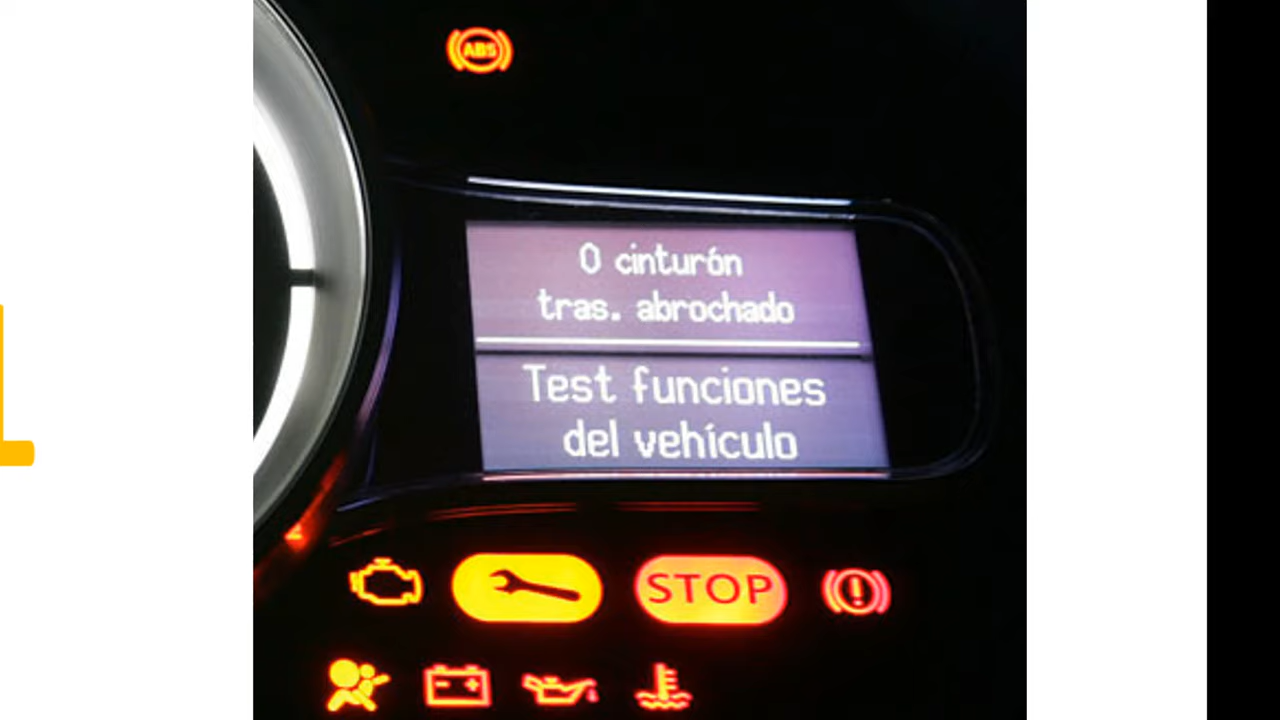 ABS
0 cinturón
tras. abrochado
Test funciones
del vehículo
STOP